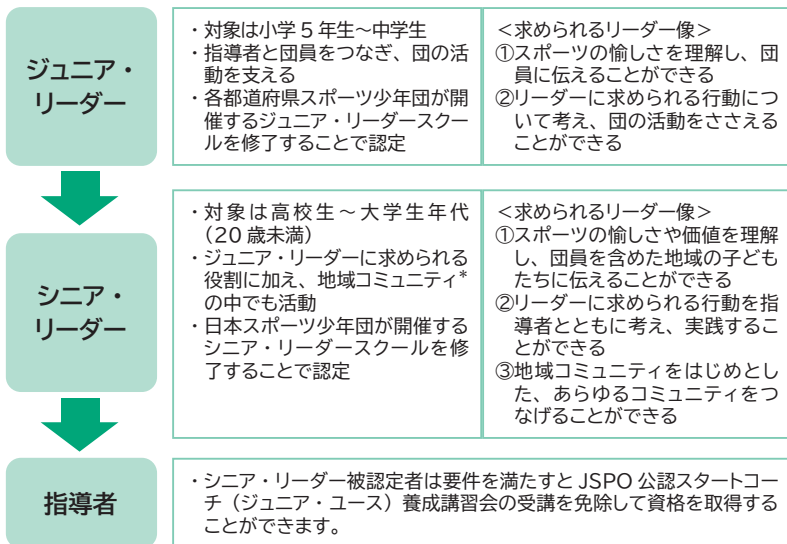 ジュニア・
リーダー
・対象は小学5年生~中学生
・指導者と団員をつなぎ、団の活
動を支える
・各都道府県スポーツ少年団が開
催するジュニア・リーダースクー
ルを修了することで認定
<求められるリーダー像>
①スポーツの愉しさを理解し、団
員に伝えることができる
②リーダーに求められる行動につ
いて考え、団の活動をささえる
ことができる
シニア・
リーダー
・対象は高校生~大学生年代
(20歳未満)
・ジュニア・リーダーに求められる
役割に加え、地域コミュニティ*
の中でも活動
・日本スポーツ少年団が開催する
シニア・リーダースクールを修
了することで認定
<求められるリーダー像>
①スポーツの愉しさや価値を理解
し、団員を含めた地域の子ども
たちに伝えることができる
②リーダーに求められる行動を指
導者とともに考え、実践するこ
とができる
③地域コミュニティをはじめとし
た、あらゆるコミュニティをつ
なげることができる
指導者
・シニア・リーダー被認定者は要件を満たすと JSPO 公認スタートコー
チ(ジュニア・ユース)養成講習会の受講を免除して資格を取得する
ことができます。